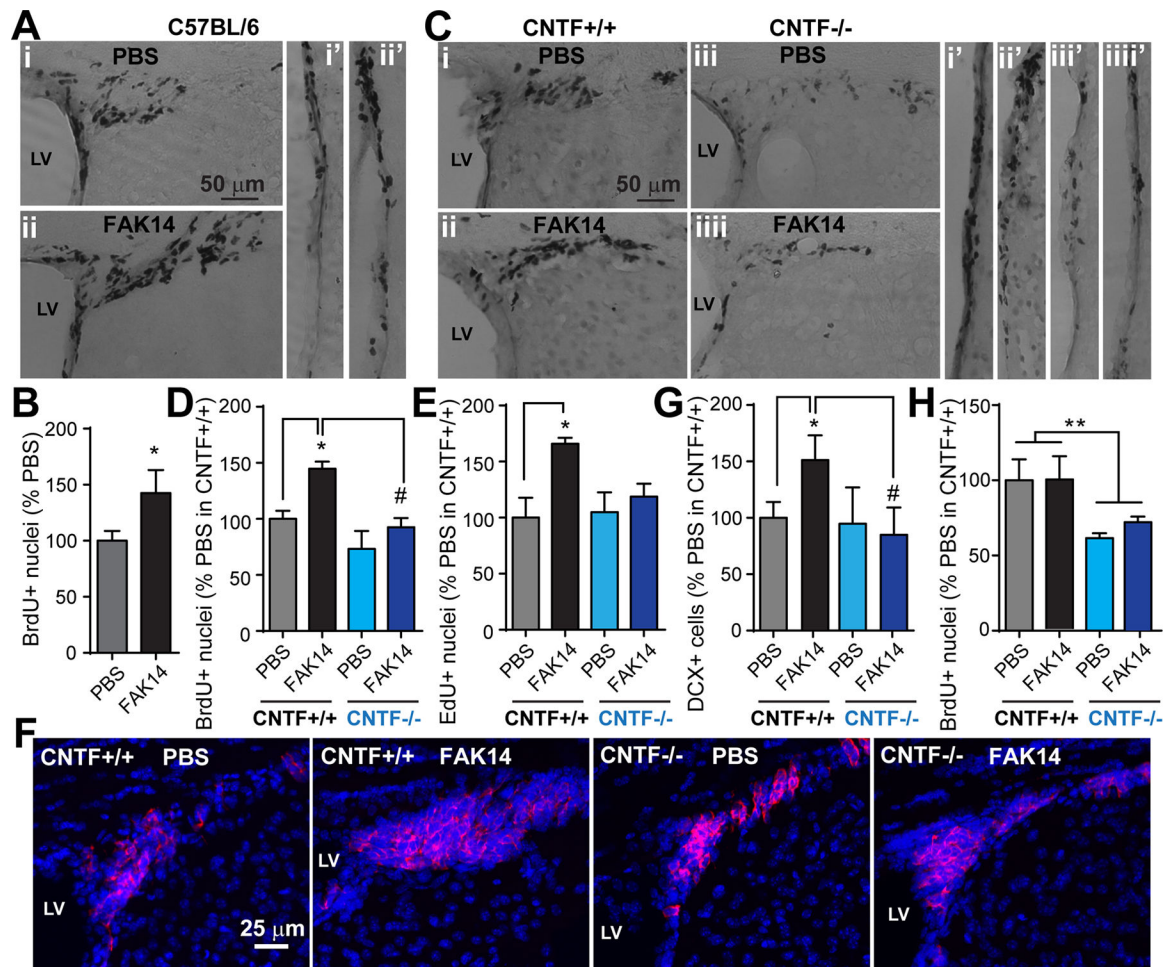 A
C57BL/6
i
PBS
LV
50 μm
ii
FAK14
LV
i'
ii'
C
CNTF+/+
CNTF-/-
i
PBS
LV
50 μm
iii
PBS
LV
ii
FAK14
LV
iiii
FAK14
LV
i'
ii'
iii'
iiii'
B
BrdU+ nuclei (% PBS)
200
150
100
50
0
*
PBS
FAK14
D
BrdU+ nuclei (% PBS in CNTF+/+)
200
150
100
50
0
*
#
PBS
FAK14
PBS
FAK14
CNTF+/+
CNTF-/-
E
EdU+ nuclei (% PBS in CNTF+/+)
200
150
100
50
0
*
PBS
FAK14
PBS
FAK14
CNTF+/+
CNTF-/-
G
DCX+ cells (% PBS in CNTF+/+)
200
150
100
50
0
*
#
PBS
FAK14
PBS
FAK14
CNTF+/+
CNTF-/-
H
BrdU+ nuclei (% PBS in CNTF+/+)
150
100
50
0
**
PBS
FAK14
PBS
FAK14
CNTF+/+
CNTF-/-
F
CNTF+/+ PBS
LV
25 μm
CNTF+/+ FAK14
LV
CNTF-/- PBS
LV
CNTF-/- FAK14
LV